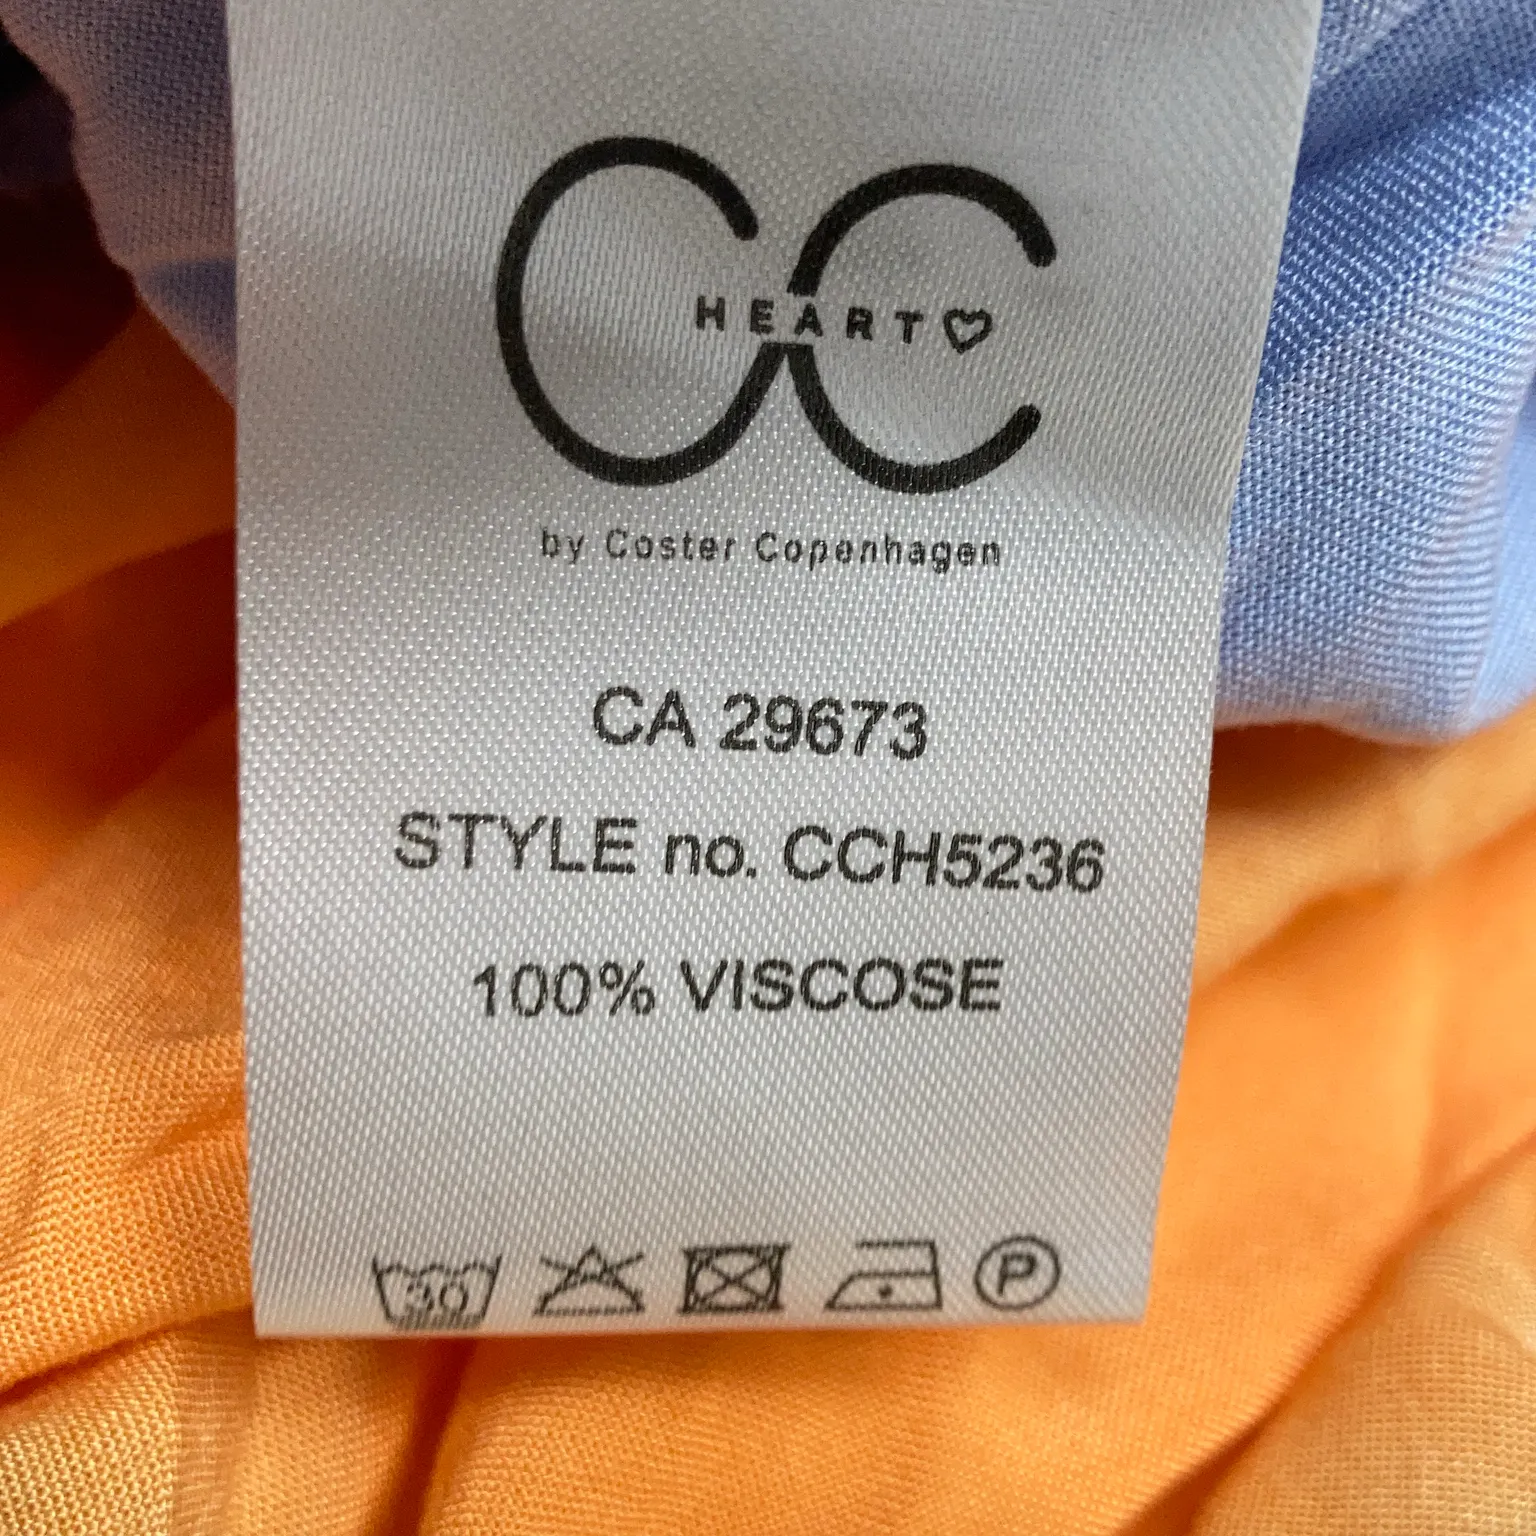 CC
HEART
by Coster Copenhagen
CA 29673
STYLE no. CCH5236
100% VISCOSE
30 P